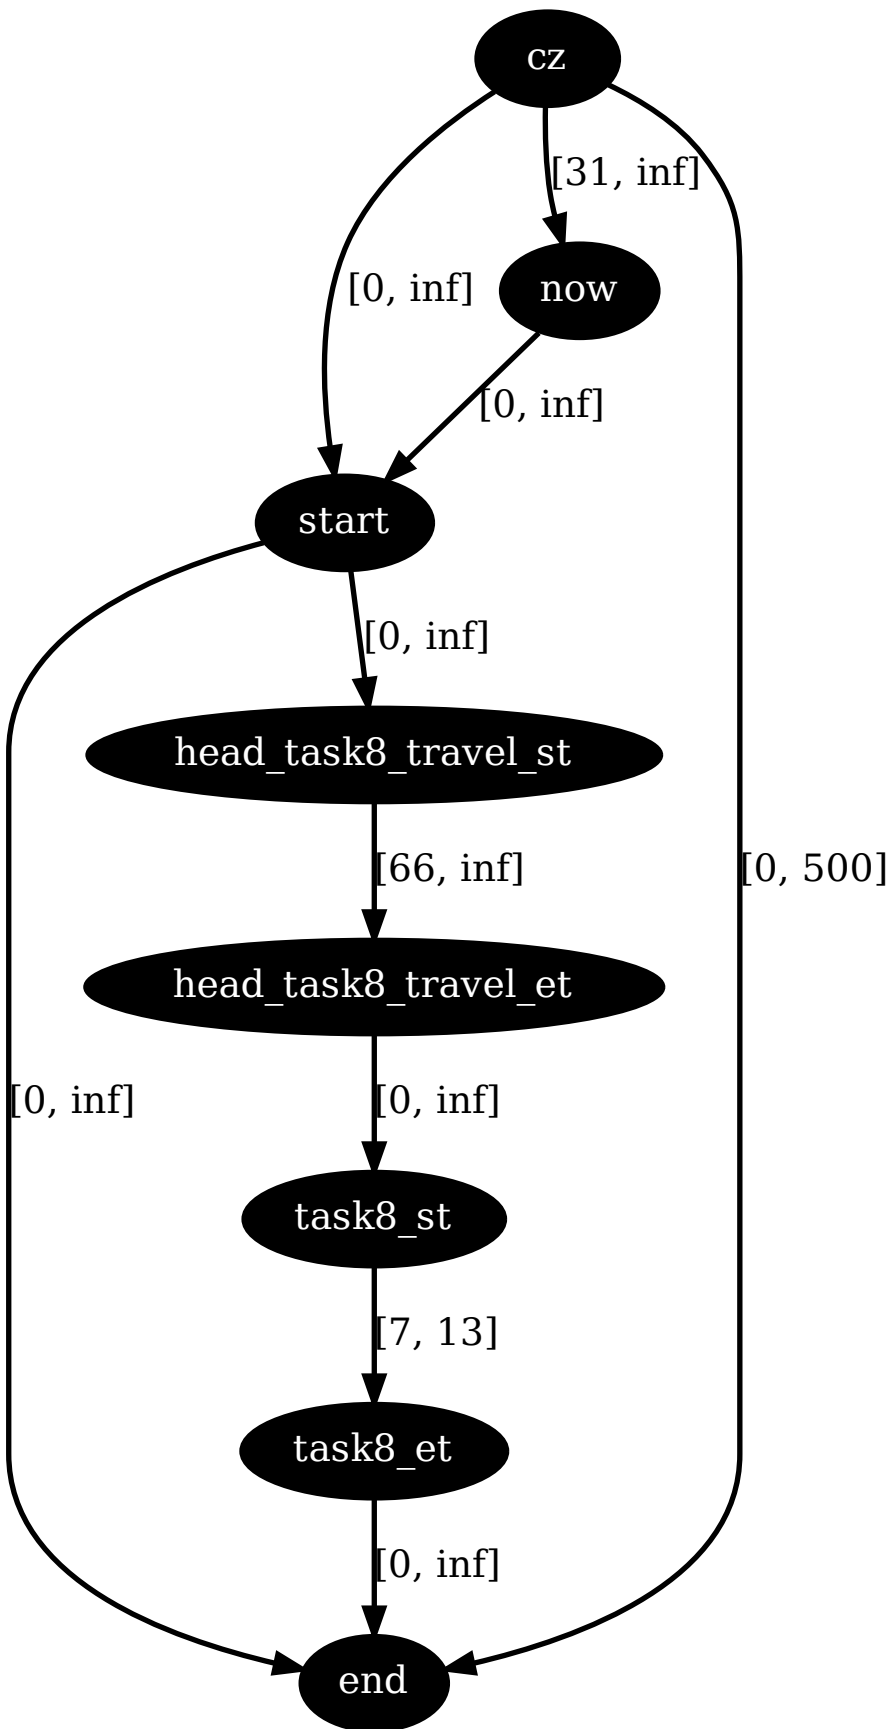 cz
[31, inf]
[0, inf]
now
[0, inf]
start
[0, inf]
head_task8_travel_st
[66, inf]
[0, 500]
head_task8_travel_et
[0, inf]
[0, inf]
task8_st
[7, 13]
task8_et
[0, inf]
end